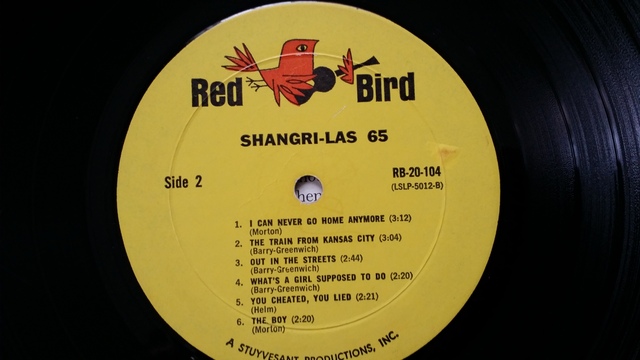 Red Bird
SHANGRI-LAS 65
Side 2
RB-20-104
(LSLP-5012-B)
her
1. I CAN NEVER GO HOME ANYMORE (3:12)
(Morton)
2. THE TRAIN FROM KANSAS CITY (3:04)
(Barry-Greenwich)
3. OUT IN THE STREETS (2:44)
(Barry-Greenwich)
4. WHAT'S A GIRL SUPPOSED TO DO (2:20)
(Barry-Greenwich)
5. YOU CHEATED, YOU LIED (2:21)
(Helm)
6. THE BOY (2:20)
(Morton)
A STUYVESANT PRODUCTIONS, INC.